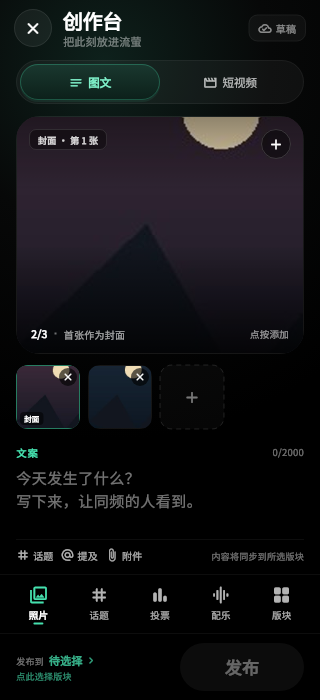 创作台
把此刻放进流萤
草稿
图文
短视频
封面 · 第 1 张
2/3 · 首张作为封面
点按添加
封面
文案
0/2000
今天发生了什么？
写下来，让同频的人看到。
话题 提及 附件
内容将同步到所选版块
照片 话题 投票 配乐 版块
发布到 待选择
点此选择版块
发布